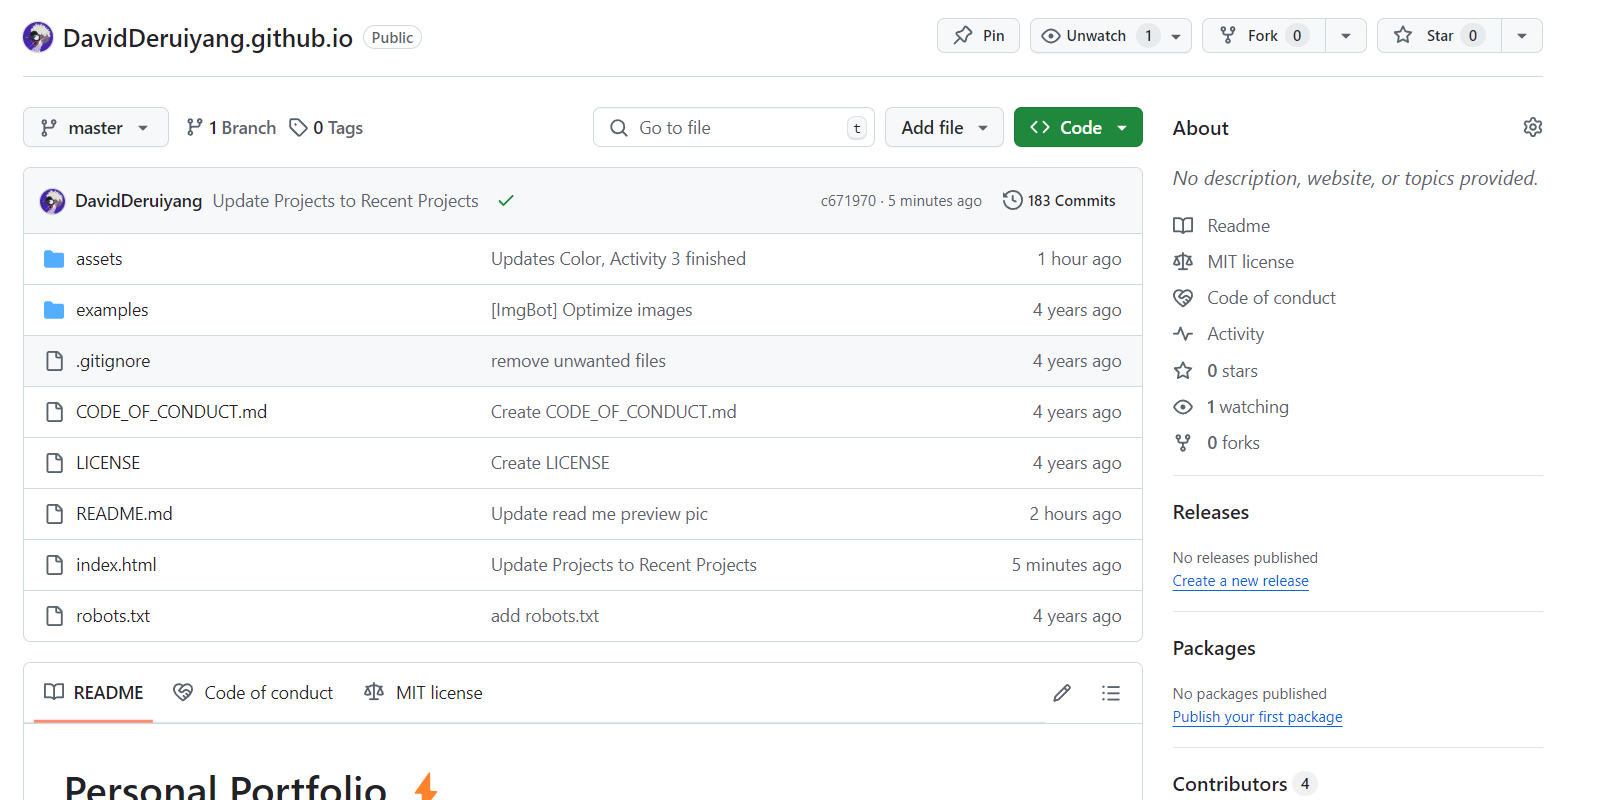 DavidDeruiyang.github.io Public
Pin
Unwatch 1
Fork 0
Star 0
master
1 Branch
0 Tags
Go to file
t
Add file
Code
DavidDeruiyang Update Projects to Recent Projects
c671970 · 5 minutes ago
183 Commits
assets Updates Color, Activity 3 finished 1 hour ago
examples [ImgBot] Optimize images 4 years ago
.gitignore remove unwanted files 4 years ago
CODE_OF_CONDUCT.md Create CODE_OF_CONDUCT.md 4 years ago
LICENSE Create LICENSE 4 years ago
README.md Update read me preview pic 2 hours ago
index.html Update Projects to Recent Projects 5 minutes ago
robots.txt add robots.txt 4 years ago
README
Code of conduct
MIT license
Personal Portfolio
About
No description, website, or topics provided.
Readme
MIT license
Code of conduct
Activity
0 stars
1 watching
0 forks
Releases
No releases published
Create a new release
Packages
No packages published
Publish your first package
Contributors 4